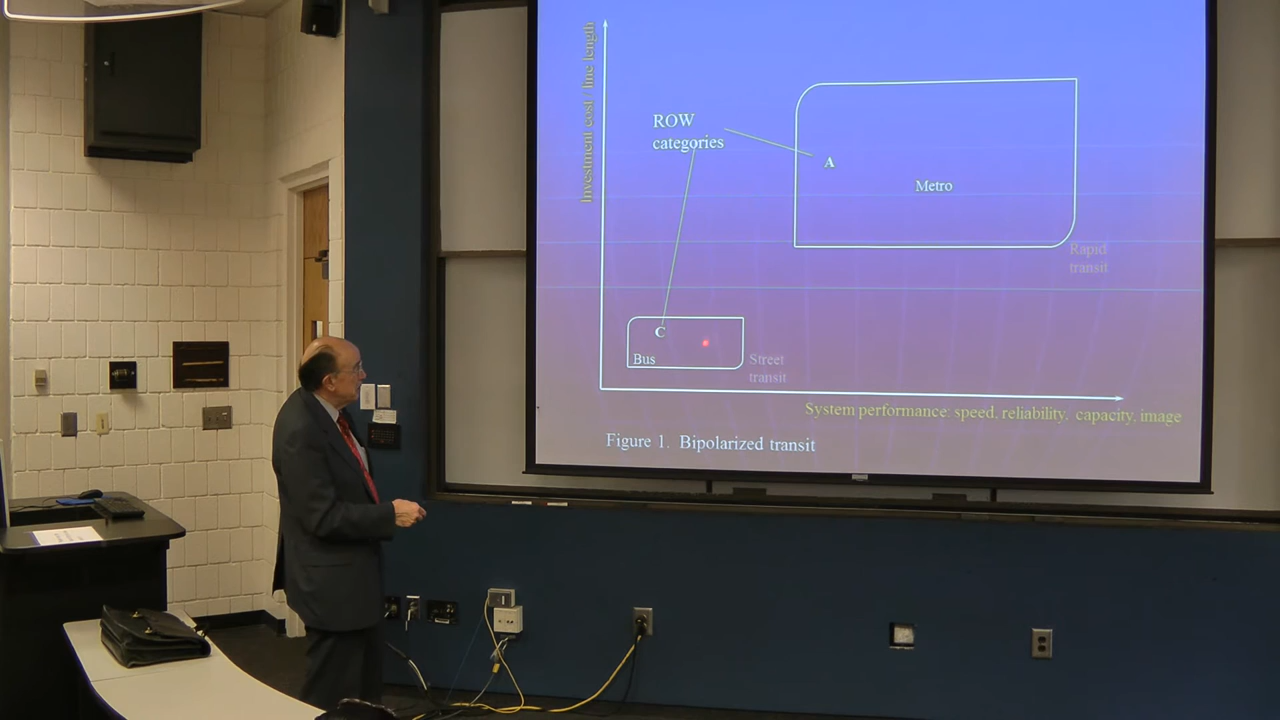 Investment cost / line length
ROW
categories
A
Metro
Rapid
transit
C
Bus
Street
transit
System performance: speed, reliability, capacity, image
Figure 1. Bipolarized transit